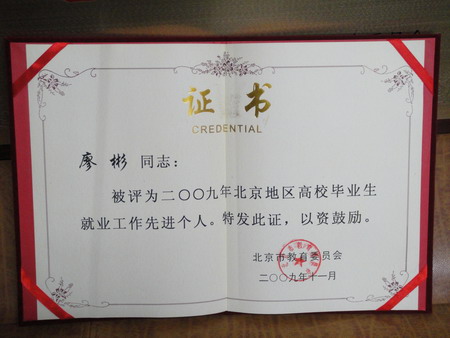 证书
CREDENTIAL
廖彬 同志：
被评为二〇〇九年北京地区高校毕业生
就业工作先进个人。特发此证，以资鼓励。
北京市教育委员会
二〇〇九年十一月